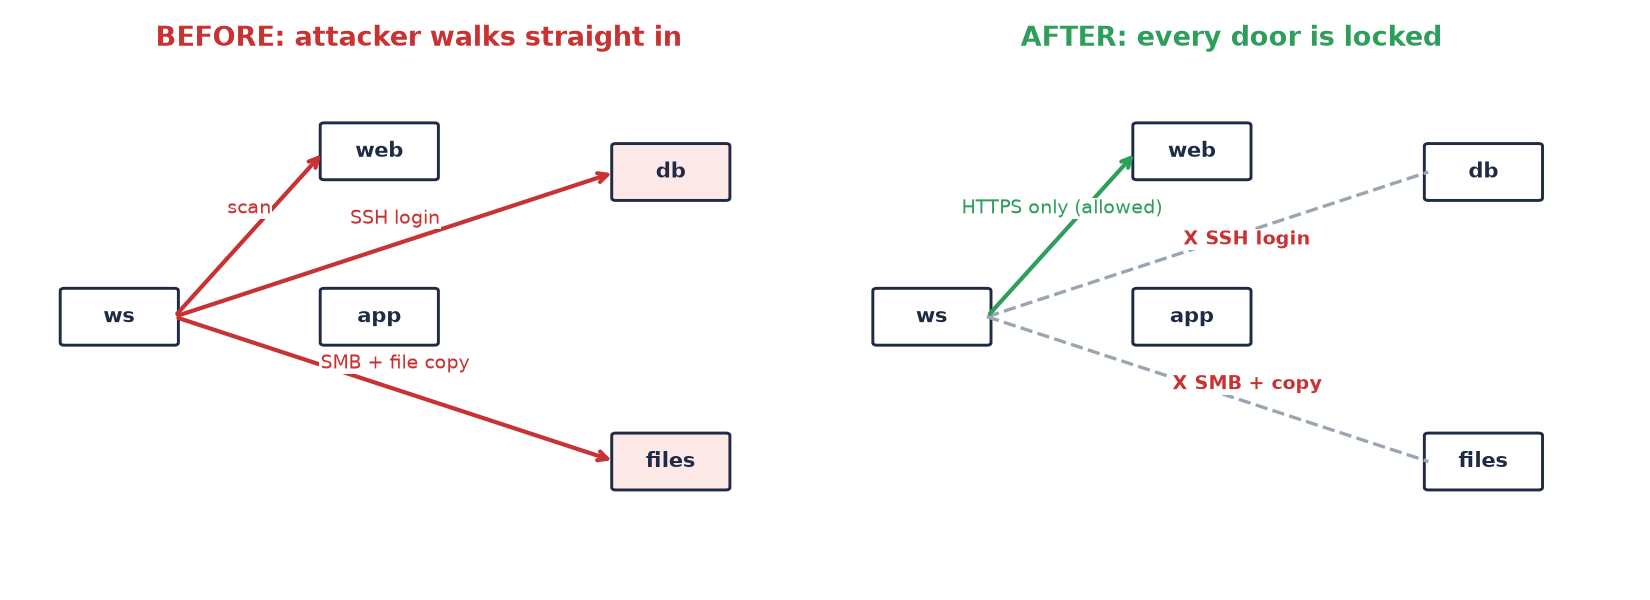 BEFORE: attacker walks straight in
web
db
scan
SSH login
ws
app
SMB + file copy
files
AFTER: every door is locked
web
db
HTTPS only (allowed)
X SSH login
ws
app
X SMB + copy
files